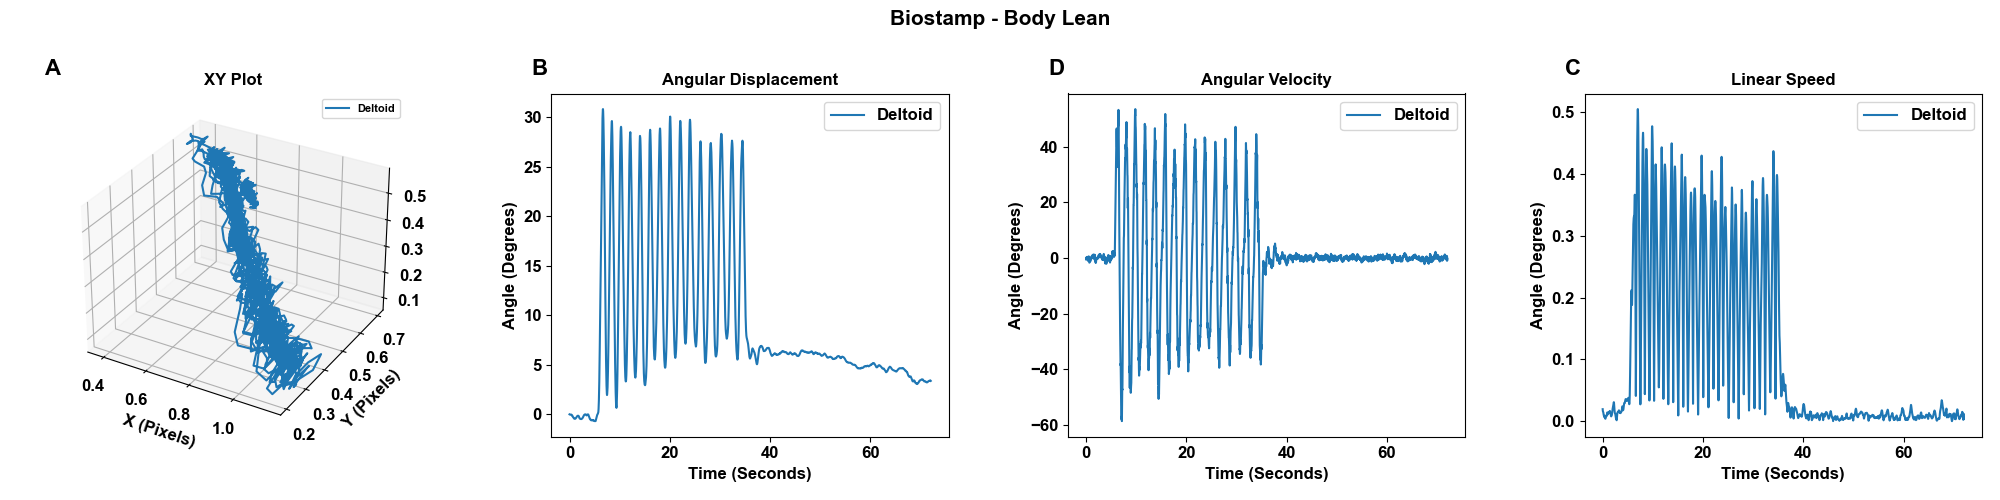 Biostamp - Body Lean
A
XY Plot
Deltoid
0.5
0.4
0.3
0.2
0.1
0.4
0.6
0.8
1.0
X (Pixels)
0.2
0.3
0.4
0.5
0.6
0.7
Y (Pixels)
B
Angular Displacement
Deltoid
Angle (Degrees)
30
25
20
15
10
5
0
0 20 40 60
Time (Seconds)
D
Angular Velocity
Deltoid
Angle (Degrees)
40
20
0
−20
−40
−60
0 20 40 60
Time (Seconds)
C
Linear Speed
Deltoid
Angle (Degrees)
0.5
0.4
0.3
0.2
0.1
0.0
0 20 40 60
Time (Seconds)